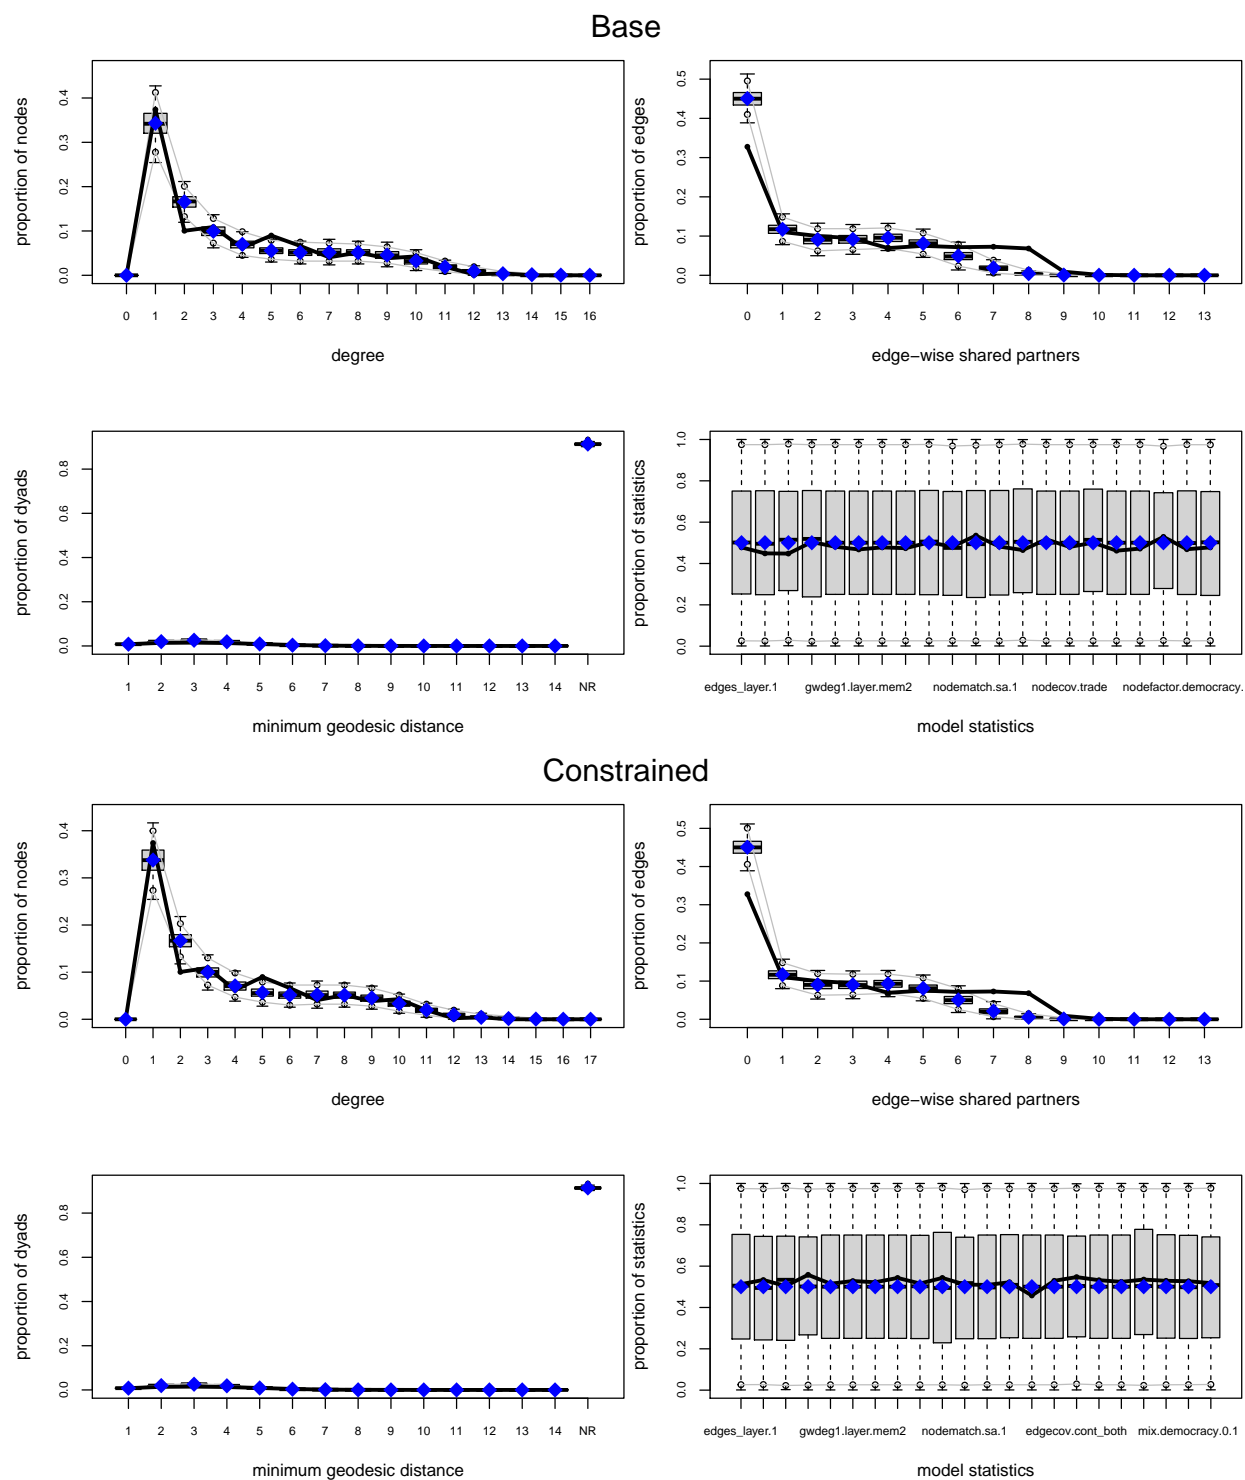 Base
proportion of nodes
0.0 0.1 0.2 0.3 0.4
0 1 2 3 4 5 6 7 8 9 10 11 12 13 14 15 16
degree
proportion of edges
0.0 0.1 0.2 0.3 0.4 0.5
0 1 2 3 4 5 6 7 8 9 10 11 12 13
edge−wise shared partners
proportion of dyads
0.0 0.2 0.4 0.6 0.8
1 2 3 4 5 6 7 8 9 10 11 12 13 14 NR
minimum geodesic distance
proportion of statistics
0.0 0.2 0.4 0.6 0.8 1.0
edges_layer.1 gwdeg1.layer.mem2 nodematch.sa.1 nodecov.trade nodefactor.democracy.
model statistics
Constrained
proportion of nodes
0.0 0.1 0.2 0.3 0.4
0 1 2 3 4 5 6 7 8 9 10 11 12 13 14 15 16 17
degree
proportion of edges
0.0 0.1 0.2 0.3 0.4 0.5
0 1 2 3 4 5 6 7 8 9 10 11 12 13
edge−wise shared partners
proportion of dyads
0.0 0.2 0.4 0.6 0.8
1 2 3 4 5 6 7 8 9 10 11 12 13 14 NR
minimum geodesic distance
proportion of statistics
0.0 0.2 0.4 0.6 0.8 1.0
edges_layer.1 gwdeg1.layer.mem2 nodematch.sa.1 edgecov.cont_both mix.democracy.0.1
model statistics